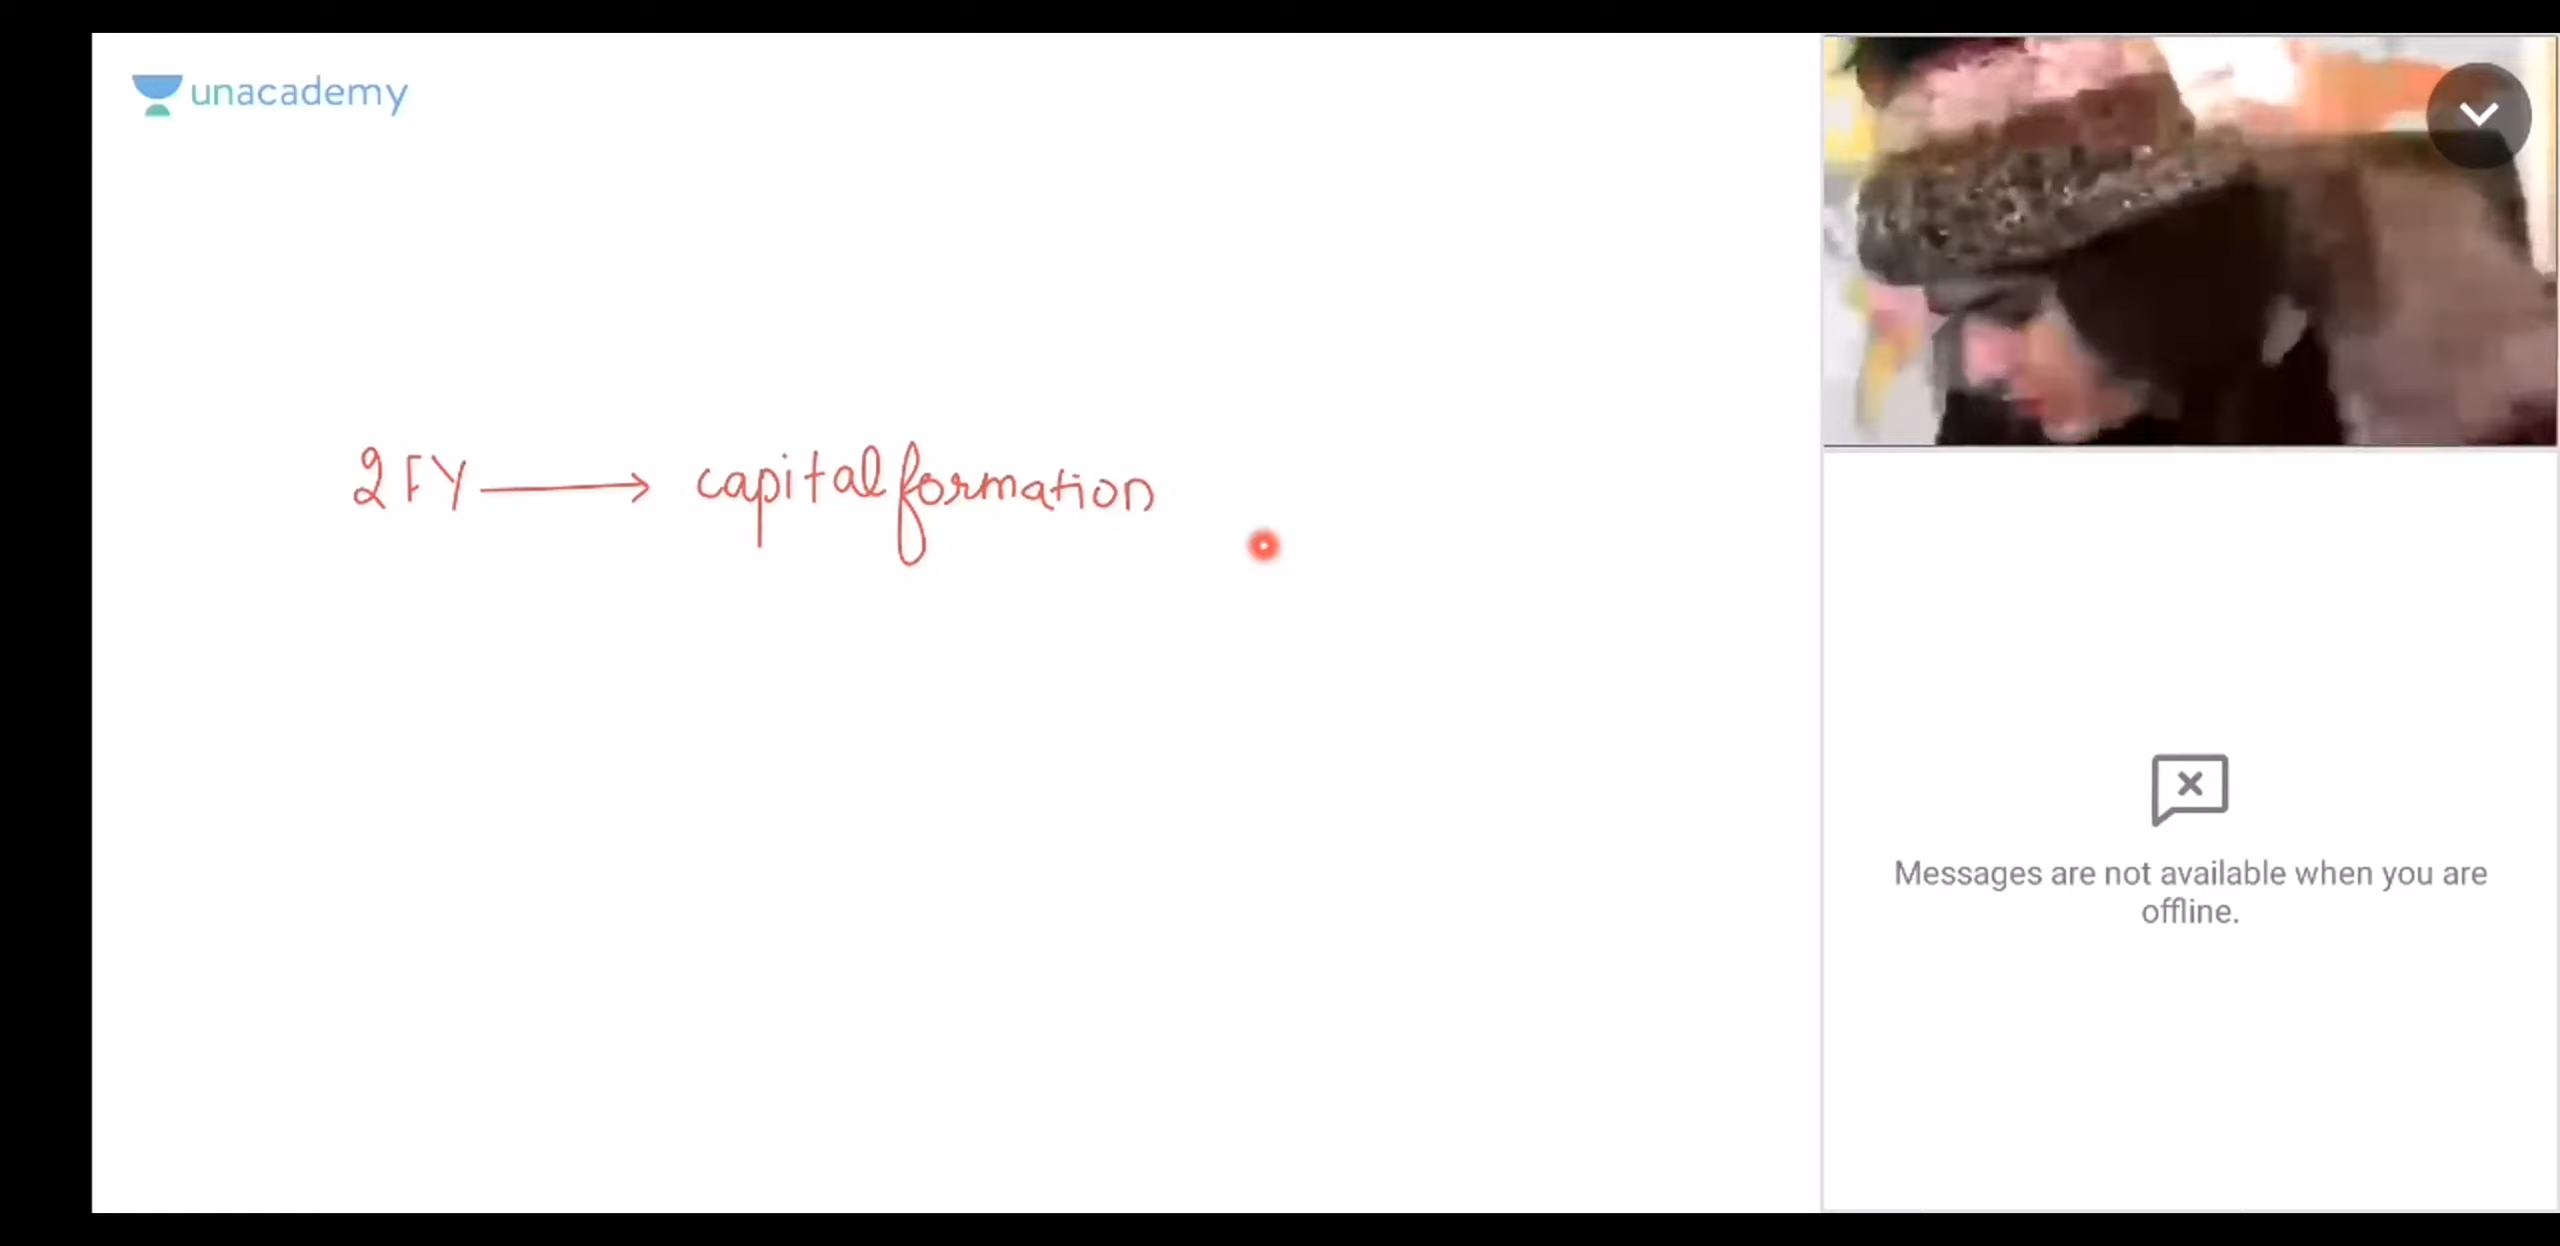 unacademy
2FY → capital formation
Messages are not available when you are
offline.